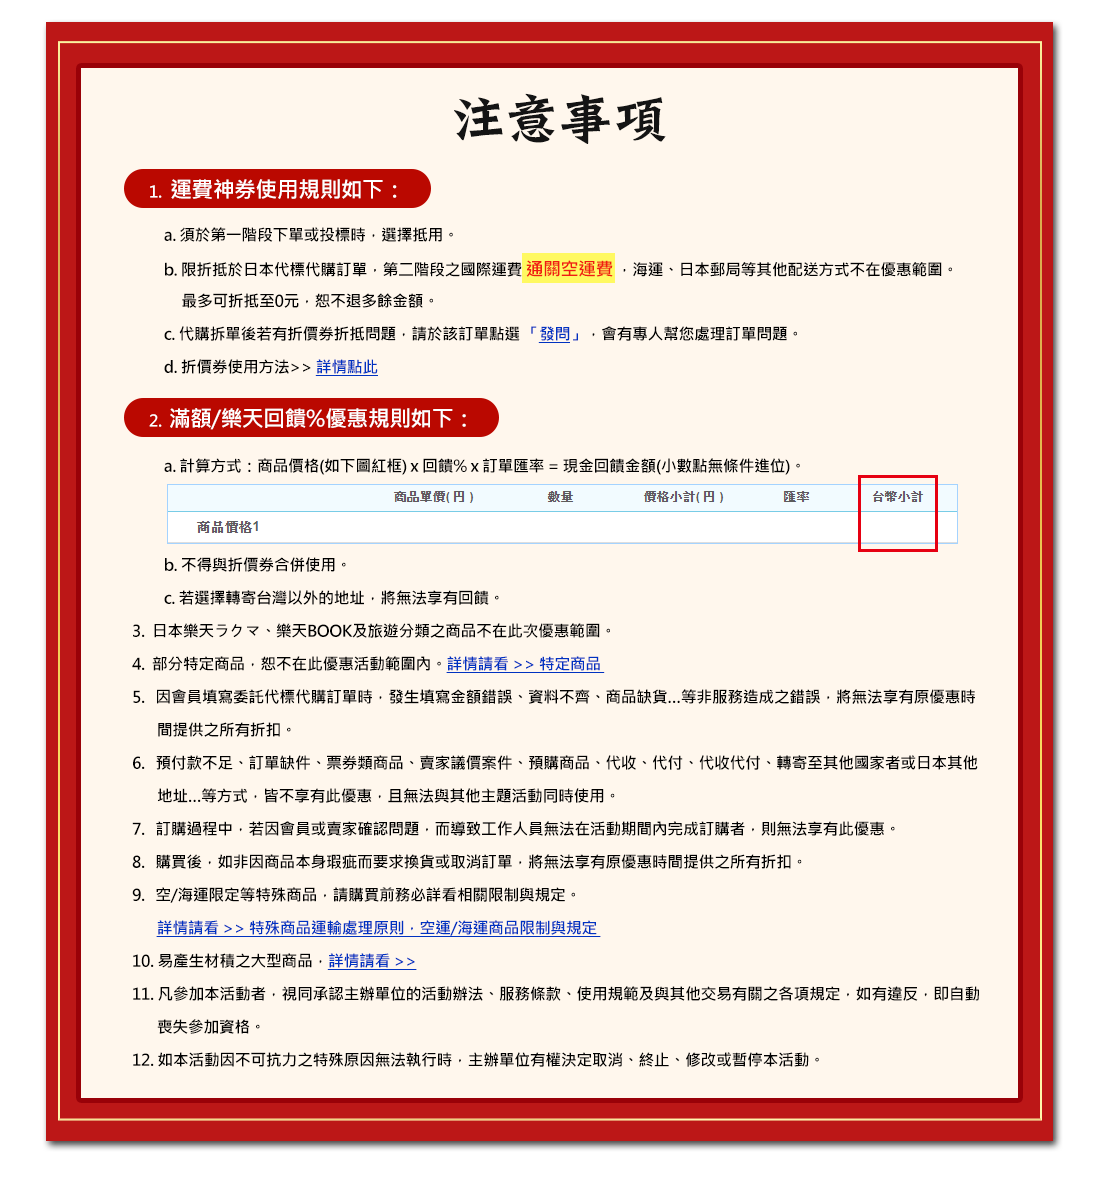 注意事項
1. 運費神券使用規則如下：
a. 須於第一階段下單或投標時，選擇抵用。
b. 限折抵於日本代標代購訂單，第二階段之國際運費 通關空運費 ，海運、日本郵局等其他配送方式不在優惠範圍。
最多可折抵至0元，恕不退多餘金額。
c. 代購拆單後若有折價券折抵問題，請於該訂單點選「發問」，會有專人幫您處理訂單問題。
d. 折價券使用方法>> 詳情點此
2. 滿額/樂天回饋%優惠規則如下：
a. 計算方式：商品價格(如下圖紅框) x 回饋% x 訂單匯率 = 現金回饋金額(小數點無條件進位)。
商品單價(円) 數量 價格小計(円) 匯率 台幣小計
商品價格1
b. 不得與折價券合併使用。
c. 若選擇轉寄台灣以外的地址，將無法享有回饋。
3. 日本樂天ラクマ、樂天BOOK及旅遊分類之商品不在此次優惠範圍。
4. 部分特定商品，恕不在此優惠活動範圍內。詳情請看 >> 特定商品
5. 因會員填寫委託代標代購訂單時，發生填寫金額錯誤、資料不齊、商品缺貨...等非服務造成之錯誤，將無法享有原優惠時
間提供之所有折扣。
6. 預付款不足、訂單缺件、票券類商品、賣家議價案件、預購商品、代收、代付、代收代付、轉寄至其他國家者或日本其他
地址...等方式，皆不享有此優惠，且無法與其他主題活動同時使用。
7. 訂購過程中，若因會員或賣家確認問題，而導致工作人員無法在活動期間內完成訂購者，則無法享有此優惠。
8. 購買後，如非因商品本身瑕疵而要求換貨或取消訂單，將無法享有原優惠時間提供之所有折扣。
9. 空/海運限定等特殊商品，請購買前務必詳看相關限制與規定。
詳情請看 >> 特殊商品運輸處理原則，空運/海運商品限制與規定
10. 易產生材積之大型商品，詳情請看 >>
11. 凡參加本活動者，視同承認主辦單位的活動辦法、服務條款、使用規範及與其他交易有關之各項規定，如有違反，即自動
喪失參加資格。
12. 如本活動因不可抗力之特殊原因無法執行時，主辦單位有權決定取消、終止、修改或暫停本活動。